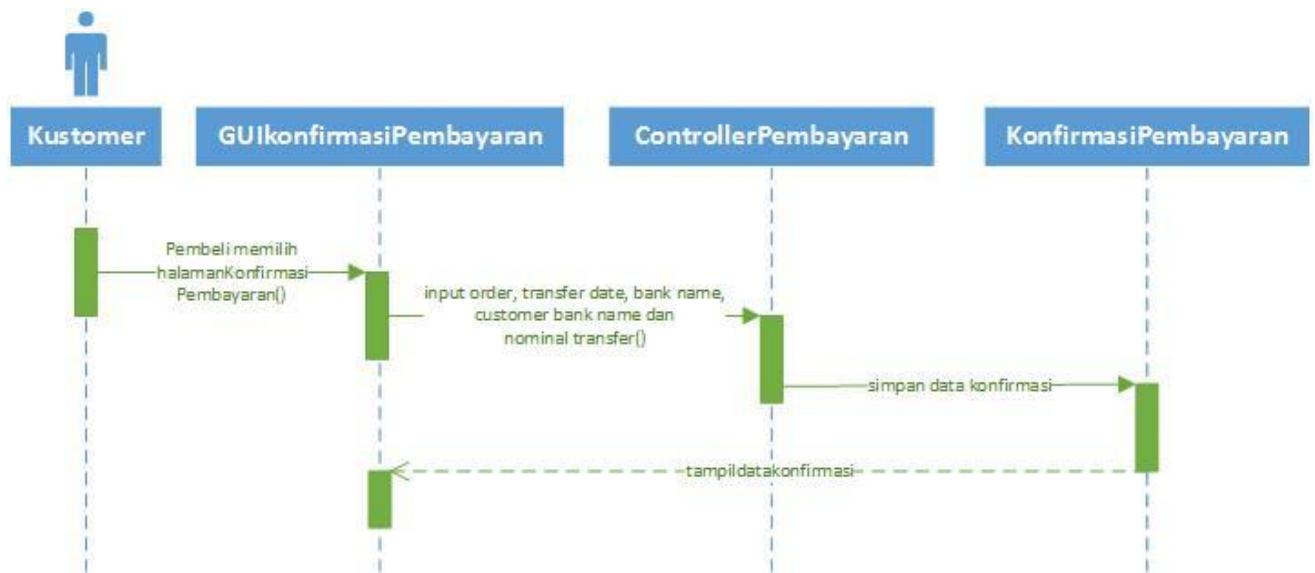 Kustomer
GUIkonfirmasiPembayaran
ControllerPembayaran
KonfirmasiPembayaran
Pembeli memilih
halamanKonfirmasi
Pembayaran()
input order, transfer date, bank name,
customer bank name dan
nominal transfer()
simpan data konfirmasi
tampildatakonfirmasi